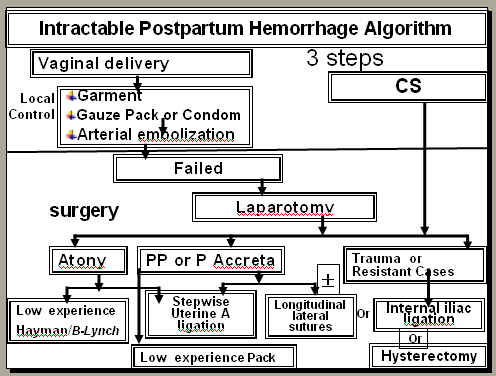 Intractable Postpartum Hemorrhage Algorithm
Vaginal delivery
3 steps
CS
Local
Control
Garment
Gauze Pack or Condom
Arterial embolization
Failed
Laparotomy
surgery
Atony
PP or P Accreta
Trauma or
Resistant Cases
±
Low experience
Hayman/B-Lynch
Stepwise
Uterine A
ligation
Longitudinal
lateral
sutures
Or
Internal iliac
ligation
Or
Low experience Pack
Hysterectomy